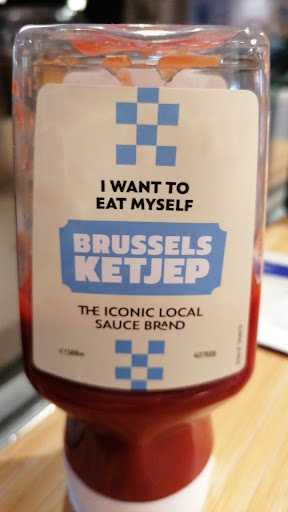 I WANT TO
EAT MYSELF
BRUSSELS
KETJEP
THE ICONIC LOCAL
SAUCE BRAND